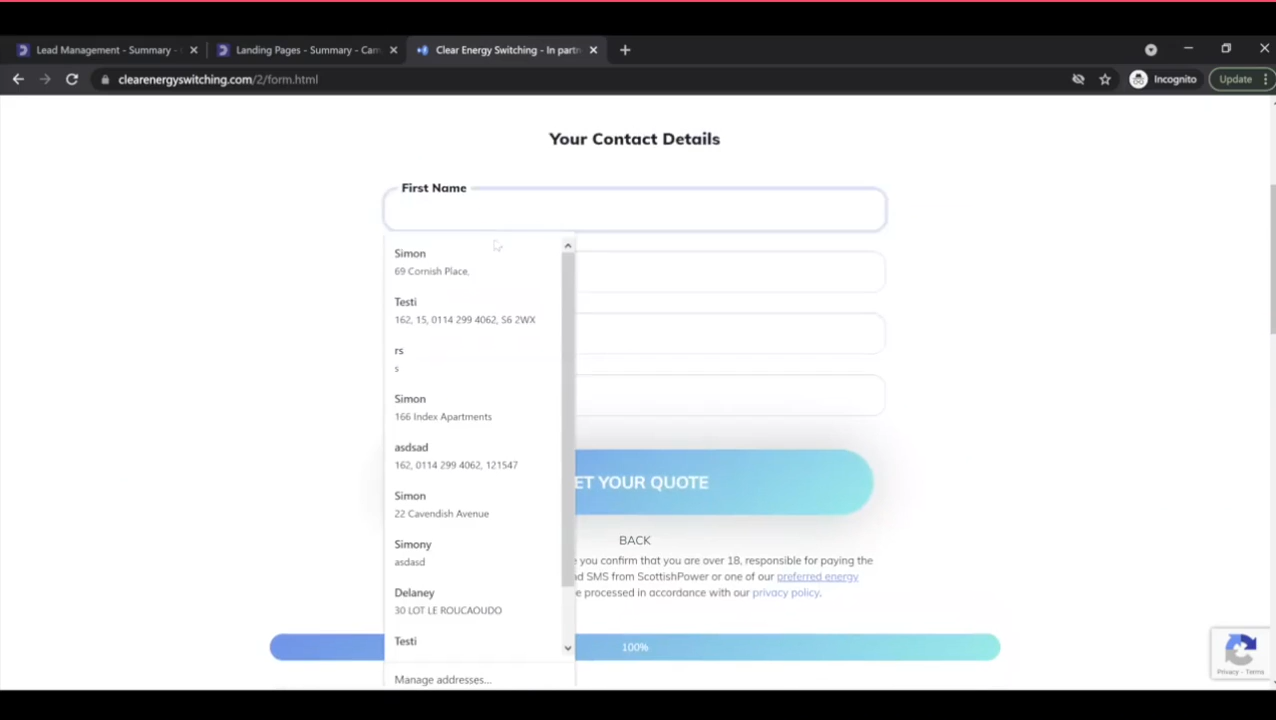 Lead Management - Summary -
Landing Pages - Summary - Cam
Clear Energy Switching - In partn
clearenergyswitching.com/2/form.html
Incognito
Update
Your Contact Details
First Name
Simon
69 Cornish Place,
Testi
162, 15, 0114 299 4062, S6 2WX
rs
s
Simon
166 Index Apartments
asdsad
162, 0114 299 4062, 121547
Simon
22 Cavendish Avenue
Simony
asdasd
Delaney
30 LOT LE ROUCAOUDO
Testi
Manage addresses...
ET YOUR QUOTE
BACK
e you confirm that you are over 18, responsible for paying the
nd SMS from ScottishPower or one of our preferred energy
e processed in accordance with our privacy policy.
100%
Privacy - Terms